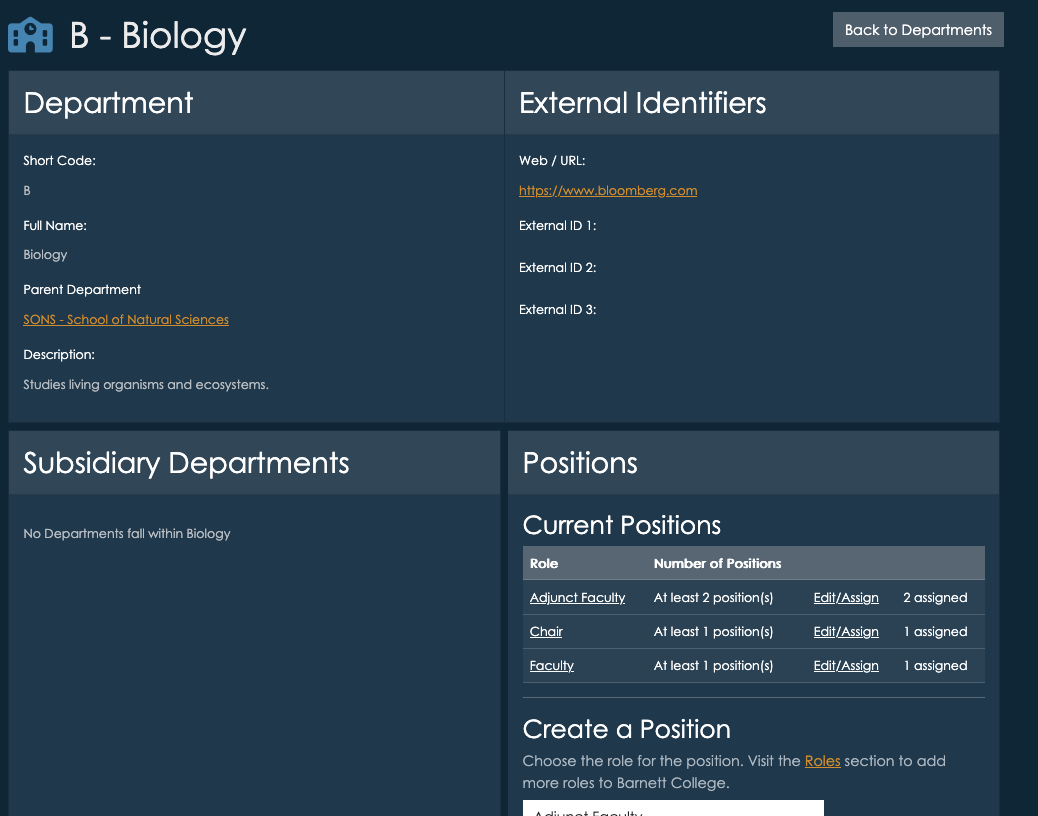 B - Biology
Back to Departments
Department
Short Code:
B
Full Name:
Biology
Parent Department
SONS - School of Natural Sciences
Description:
Studies living organisms and ecosystems.
External Identifiers
Web / URL:
https://www.bloomberg.com
External ID 1:
External ID 2:
External ID 3:
Subsidiary Departments
No Departments fall within Biology
Positions
Current Positions
Role Number of Positions
Adjunct Faculty At least 2 position(s) Edit/Assign 2 assigned
Chair At least 1 position(s) Edit/Assign 1 assigned
Faculty At least 1 position(s) Edit/Assign 1 assigned
Create a Position
Choose the role for the position. Visit the Roles section to add
more roles to Barnett College.
Adjunct Faculty